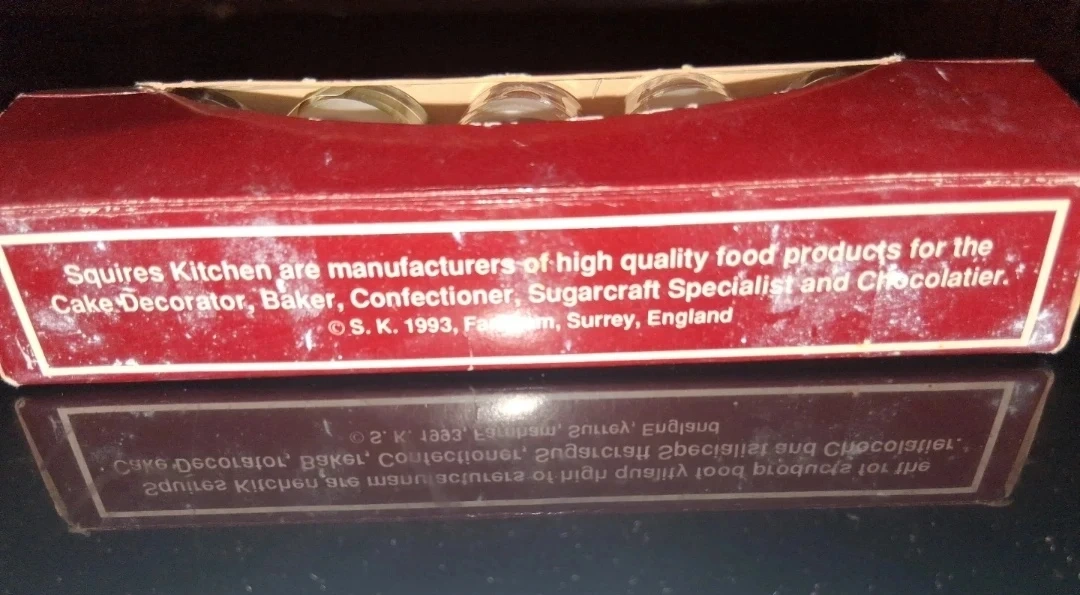 Squires Kitchen are manufacturers of high quality food products for the
Cake Decorator, Baker, Confectioner, Sugarcraft Specialist and Chocolatier.
© S. K. 1993, Farnham, Surrey, England